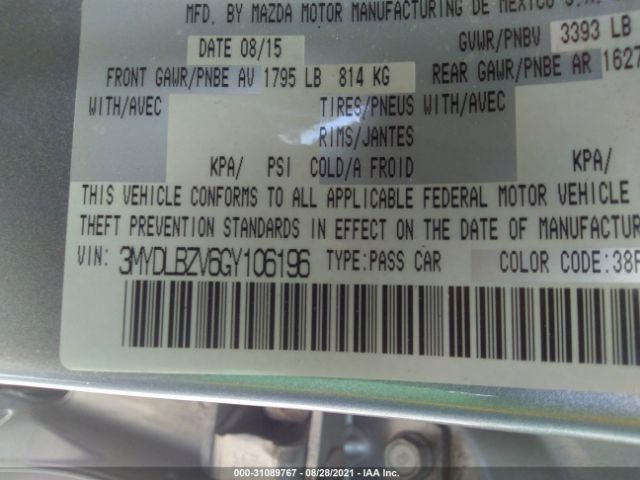 MFD. BY MAZDA MOTOR MANUFACTURING DE MEXICO S.A.
DATE 08/15 GVWR/PNBV 3393 LB
FRONT GAWR/PNBE AV 1795 LB 814 KG REAR GAWR/PNBE AR 1627
WITH/AVEC TIRES/PNEUS WITH/AVEC
RIMS/JANTES
KPA/ PSI COLD/A FROID KPA/
THIS VEHICLE CONFORMS TO ALL APPLICABLE FEDERAL MOTOR VEHICLE
THEFT PREVENTION STANDARDS IN EFFECT ON THE DATE OF MANUFACTUR
VIN: 3MYDLBZV6GY106196 TYPE:PASS CAR COLOR CODE:38P
000-31089767 - 08/28/2021 - IAA Inc.